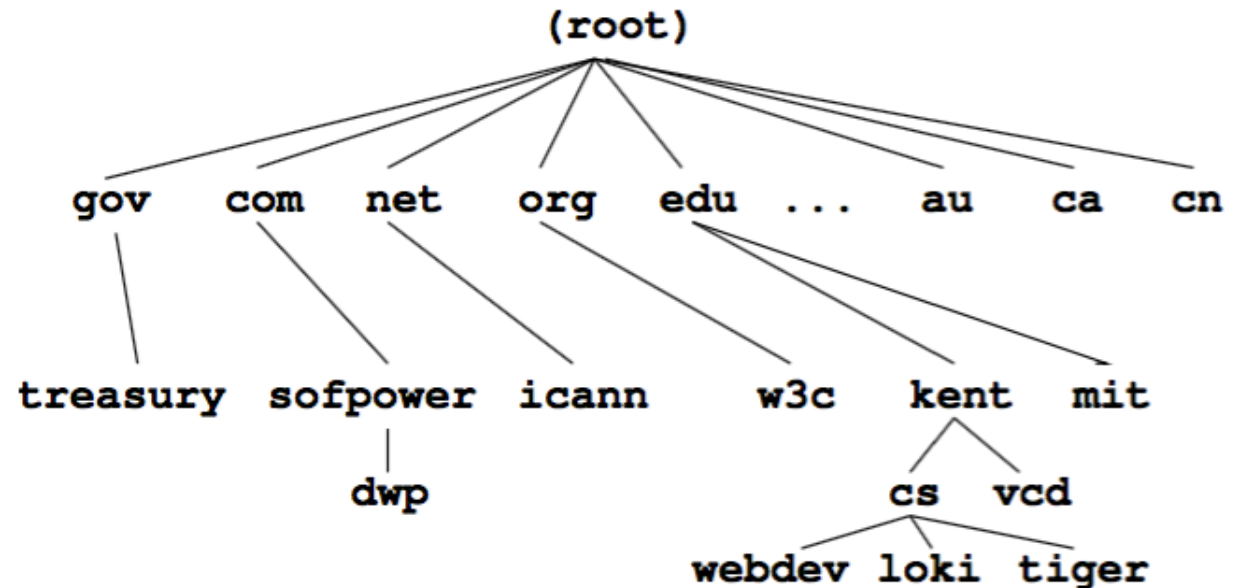 (root)
gov com net org edu ... au ca cn
treasury sofpower icann w3c kent mit
dwp cs vcd
webdev loki tiger